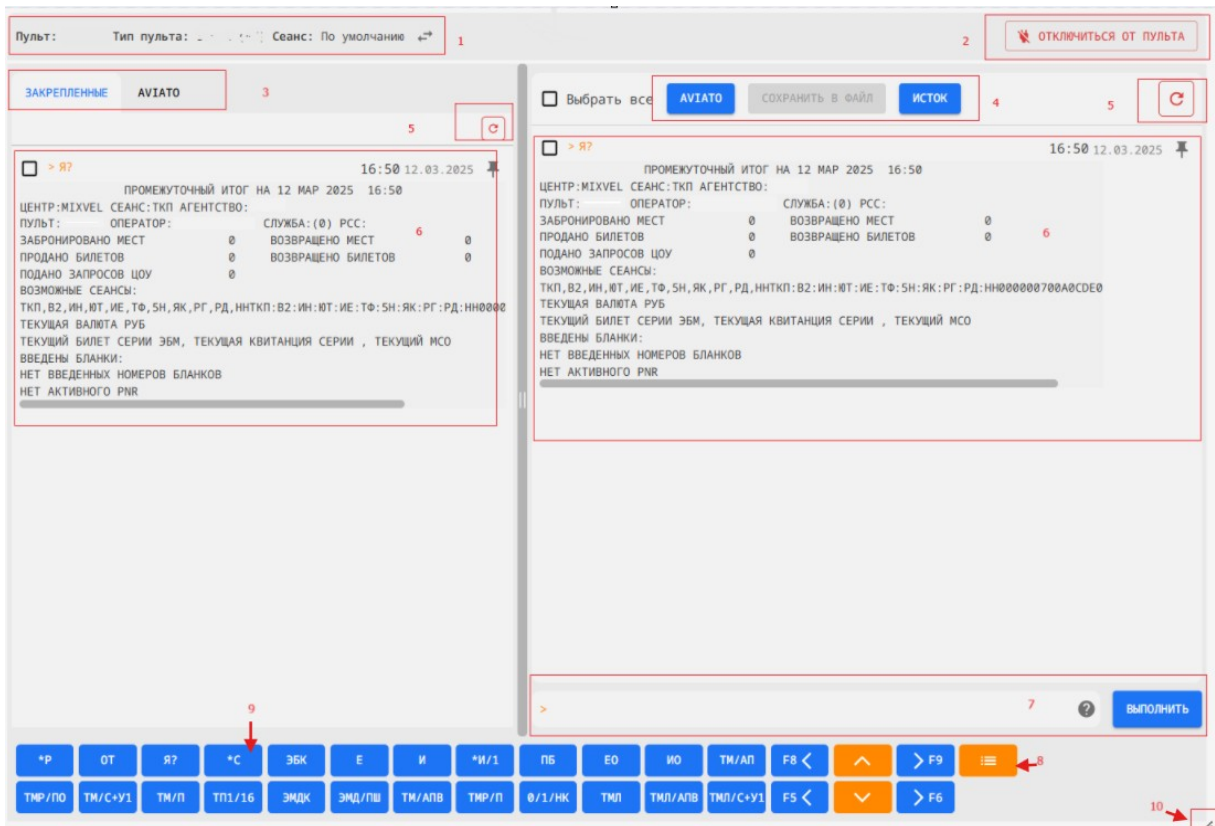 Пульт: Тип пульта: Сеанс: По умолчанию 1
2 ОТКЛЮЧИТЬСЯ ОТ ПУЛЬТА
ЗАКРЕПЛЕННЫЕ AVIATO 3
5
> Я? 16:50 12.03.2025
ПРОМЕЖУТОЧНЫЙ ИТОГ НА 12 МАР 2025 16:50
ЦЕНТР:MIXVEL СЕАНС:ТКП АГЕНТСТВО:
ПУЛЬТ: ОПЕРАТОР: СЛУЖБА:(0) РСС:
6
ЗАБРОНИРОВАНО МЕСТ 0 ВОЗВРАЩЕНО МЕСТ 0
ПРОДАНО БИЛЕТОВ 0 ВОЗВРАЩЕНО БИЛЕТОВ 0
ПОДАНО ЗАПРОСОВ ЦОУ 0
ВОЗМОЖНЫЕ СЕАНСЫ:
ТКП,В2,ИН,ЮТ,ИЕ,ТФ,5Н,ЯК,РГ,РД,ННТКП:В2:ИН:ЮТ:ИЕ:ТФ:5Н:ЯК:РГ:РД:НН0000
ТЕКУЩАЯ ВАЛЮТА РУБ
ТЕКУЩИЙ БИЛЕТ СЕРИИ ЭБМ, ТЕКУЩАЯ КВИТАНЦИЯ СЕРИИ , ТЕКУЩИЙ МСО
ВВЕДЕНЫ БЛАНКИ:
НЕТ ВВЕДЕННЫХ НОМЕРОВ БЛАНКОВ
НЕТ АКТИВНОГО PNR
Выбрать все AVIATO СОХРАНИТЬ В ФАЙЛ ИСТОК 4 5
> Я? 16:50 12.03.2025
ПРОМЕЖУТОЧНЫЙ ИТОГ НА 12 МАР 2025 16:50
ЦЕНТР:MIXVEL СЕАНС:ТКП АГЕНТСТВО:
ПУЛЬТ: ОПЕРАТОР: СЛУЖБА:(0) РСС:
ЗАБРОНИРОВАНО МЕСТ 0 ВОЗВРАЩЕНО МЕСТ 0
ПРОДАНО БИЛЕТОВ 0 ВОЗВРАЩЕНО БИЛЕТОВ 0 6
ПОДАНО ЗАПРОСОВ ЦОУ 0
ВОЗМОЖНЫЕ СЕАНСЫ:
ТКП,В2,ИН,ЮТ,ИЕ,ТФ,5Н,ЯК,РГ,РД,ННТКП:В2:ИН:ЮТ:ИЕ:ТФ:5Н:ЯК:РГ:РД:НН000000700A0CDE0
ТЕКУЩАЯ ВАЛЮТА РУБ
ТЕКУЩИЙ БИЛЕТ СЕРИИ ЭБМ, ТЕКУЩАЯ КВИТАНЦИЯ СЕРИИ , ТЕКУЩИЙ МСО
ВВЕДЕНЫ БЛАНКИ:
НЕТ ВВЕДЕННЫХ НОМЕРОВ БЛАНКОВ
НЕТ АКТИВНОГО PNR
> 7 ? ВЫПОЛНИТЬ
9
*Р ОТ Я? *С ЭБК Е И *И/1 ПБ ЕО ИО ТМ/АП F8 < > F9 8
ТМР/ПО ТМ/С+У1 ТМ/П ТП1/16 ЭМДК ЭМД/ПШ ТМ/АПВ ТМР/П 0/1/НК ТМЛ ТМЛ/АПВ ТМЛ/С+У1 F5 < > F6
10